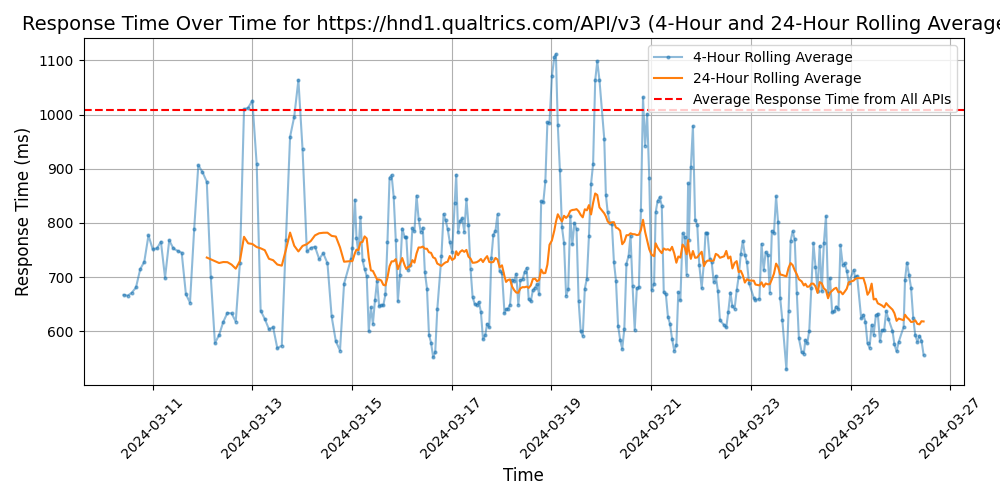 Response Time Over Time for https://hnd1.qualtrics.com/API/v3 (4-Hour and 24-Hour Rolling Average
4-Hour Rolling Average
24-Hour Rolling Average
Average Response Time from All APIs
Response Time (ms)
1100
1000
900
800
700
600
2024-03-11
2024-03-13
2024-03-15
2024-03-17
2024-03-19
2024-03-21
2024-03-23
2024-03-25
2024-03-27
Time